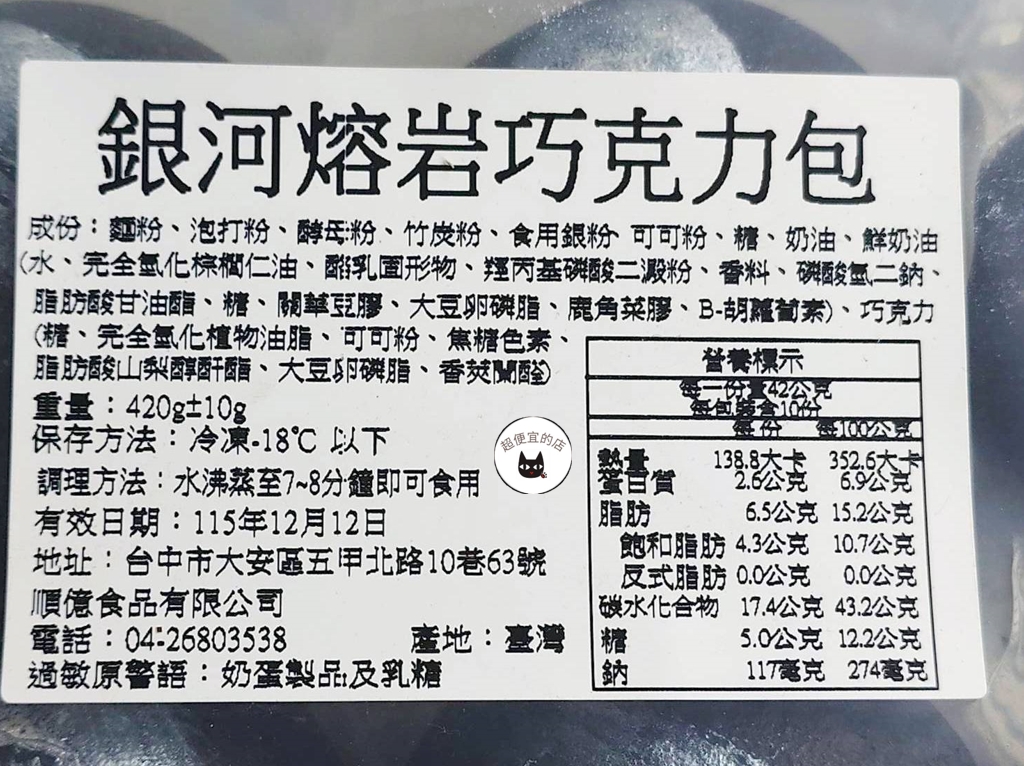 銀河熔岩巧克力包
成份：麵粉、泡打粉、酵母粉、竹炭粉、食用銀粉 可可粉、糖、奶油、鮮奶油
(水、完全氫化棕櫚仁油、酪乳固形物、羥丙基磷酸二澱粉、香料、磷酸氫二鈉、
脂肪酸甘油酯、糖、關華豆膠、大豆卵磷脂、鹿角菜膠、B-胡蘿蔔素)、巧克力
(糖、完全氫化植物油脂、可可粉、焦糖色素、
脂肪酸山梨醇酐酯、大豆卵磷脂、香莢蘭醛)
重量：420g±10g
保存方法：冷凍-18℃ 以下
調理方法：水沸蒸至7~8分鐘即可食用
有效日期：115年12月12日
地址：台中市大安區五甲北路10巷63號
順億食品有限公司
電話：04-26803538 產地：臺灣
過敏原警語：奶蛋製品及乳糖
超便宜的店
營養標示
每一份量42公克
每包裝含10份
每份 每100公克
熱量 138.8大卡 352.6大卡
蛋白質 2.6公克 6.9公克
脂肪 6.5公克 15.2公克
飽和脂肪 4.3公克 10.7公克
反式脂肪 0.0公克 0.0公克
碳水化合物 17.4公克 43.2公克
糖 5.0公克 12.2公克
鈉 117毫克 274毫克